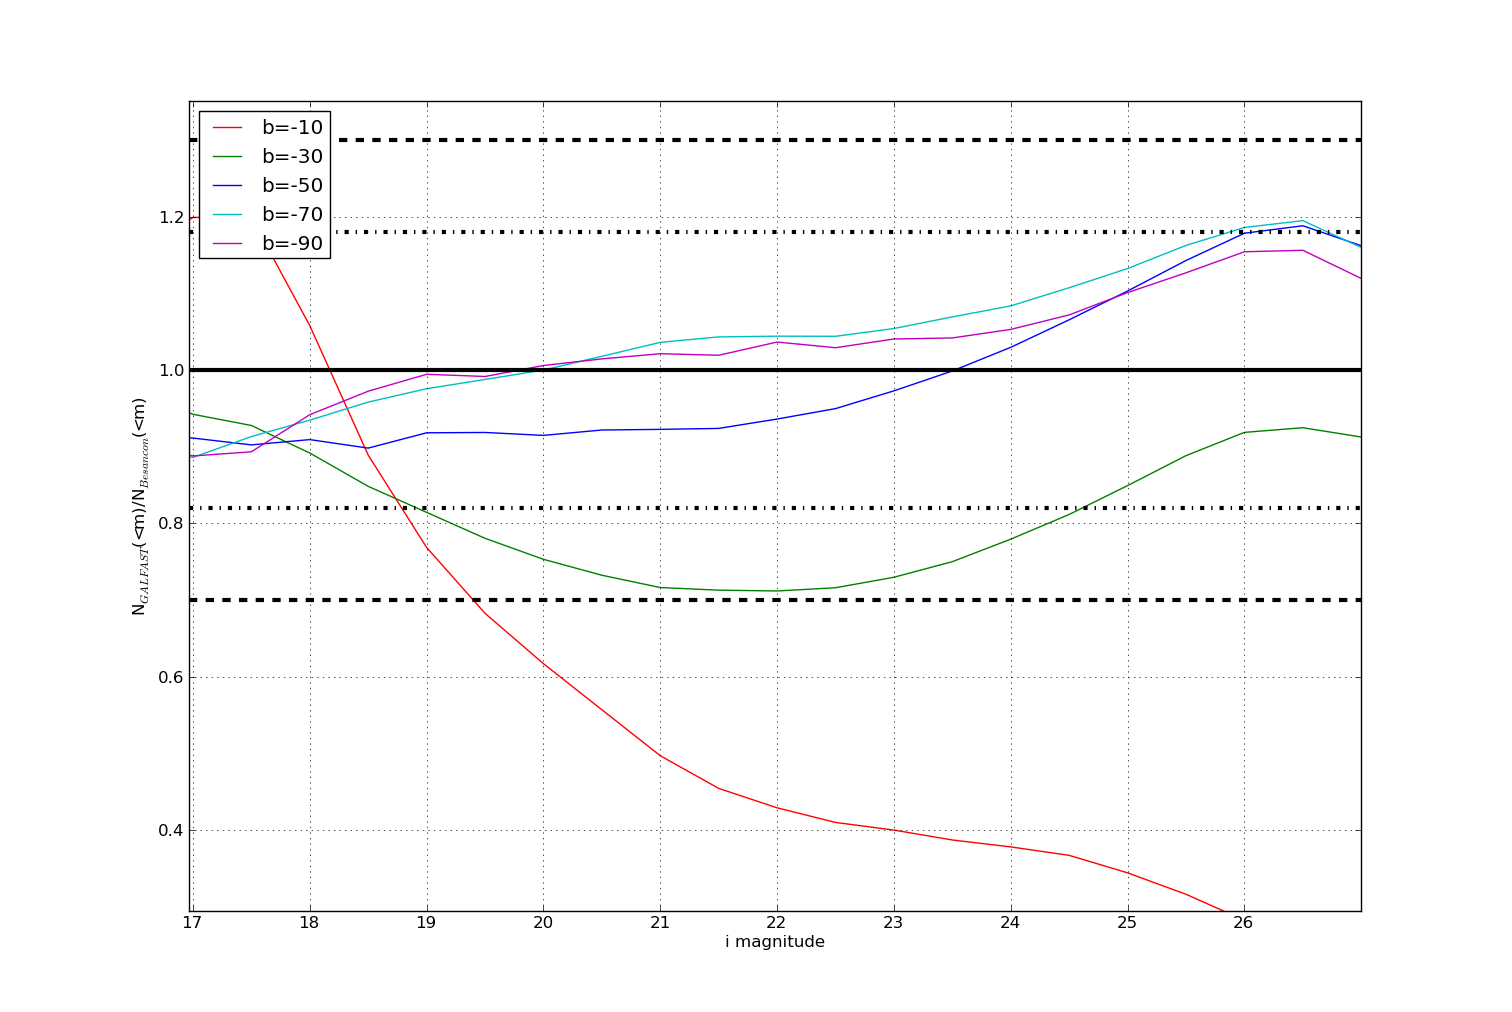 b=-10
b=-30
b=-50
b=-70
b=-90
1.2
1.0
0.8
0.6
0.4
N_GALFAST(<m)/N_Besancon(<m)
17 18 19 20 21 22 23 24 25 26
i magnitude